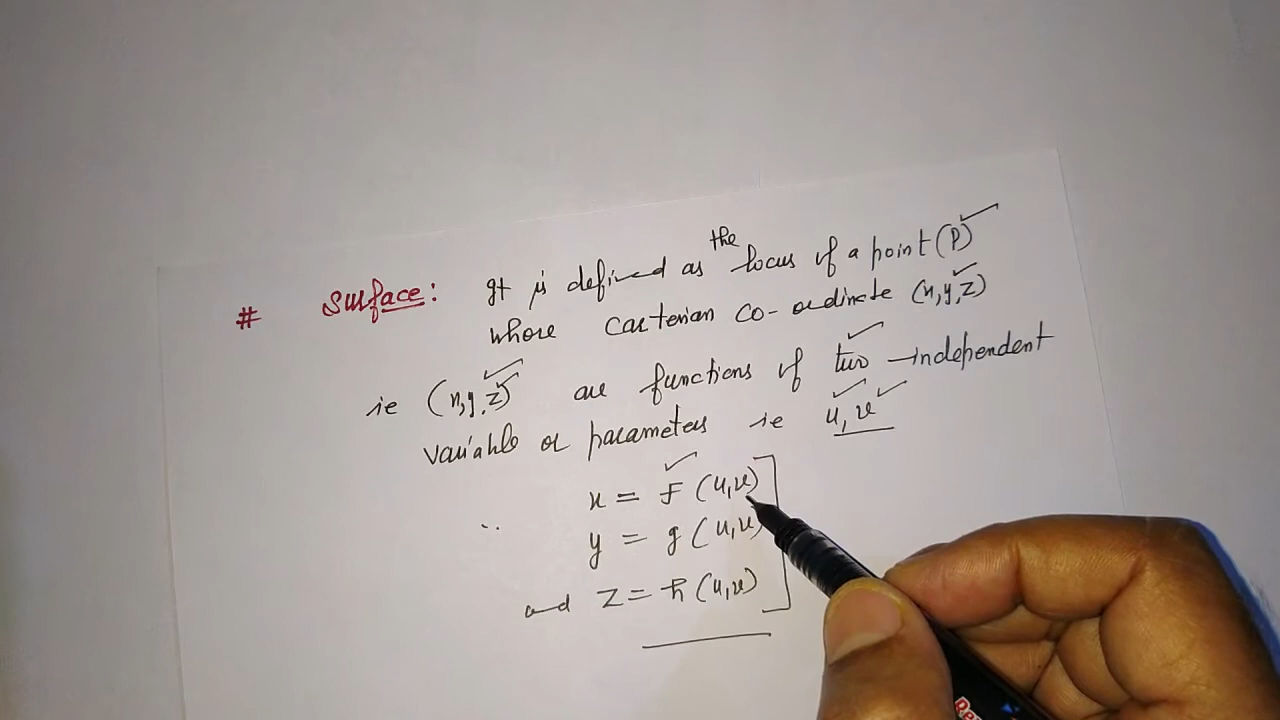 # Surface: It is defined as the locus of a point (P)
whose cartesian co-ordinate (x,y,z)
ie (x,y,z) are functions of two independent
variable or parameters ie u,v
∴ x = f (u,v)
y = g (u,v)
and z = h (u,v)